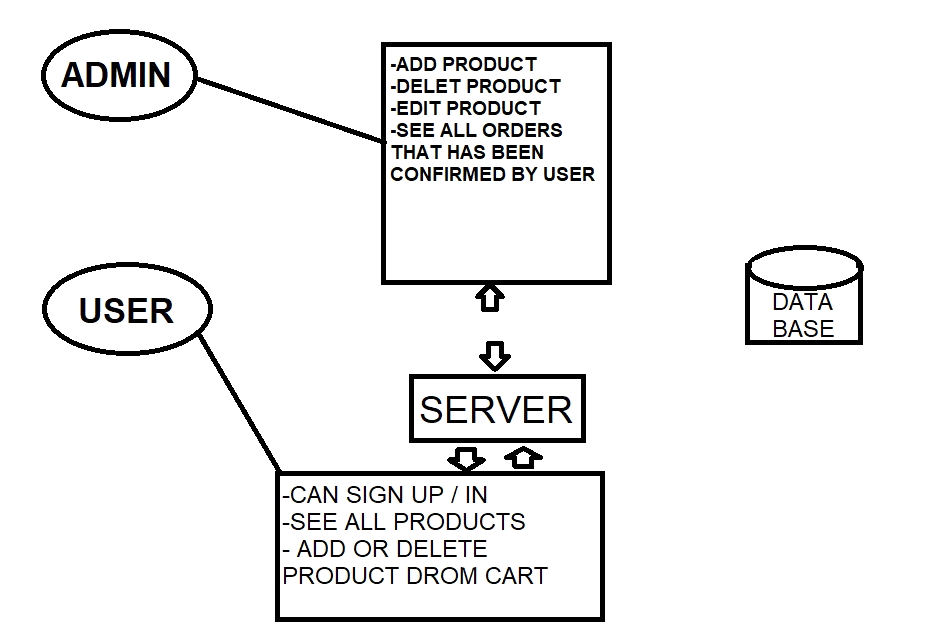 ADMIN
-ADD PRODUCT
-DELET PRODUCT
-EDIT PRODUCT
-SEE ALL ORDERS
THAT HAS BEEN
CONFIRMED BY USER
USER
DATA
BASE
SERVER
-CAN SIGN UP / IN
-SEE ALL PRODUCTS
- ADD OR DELETE
PRODUCT DROM CART